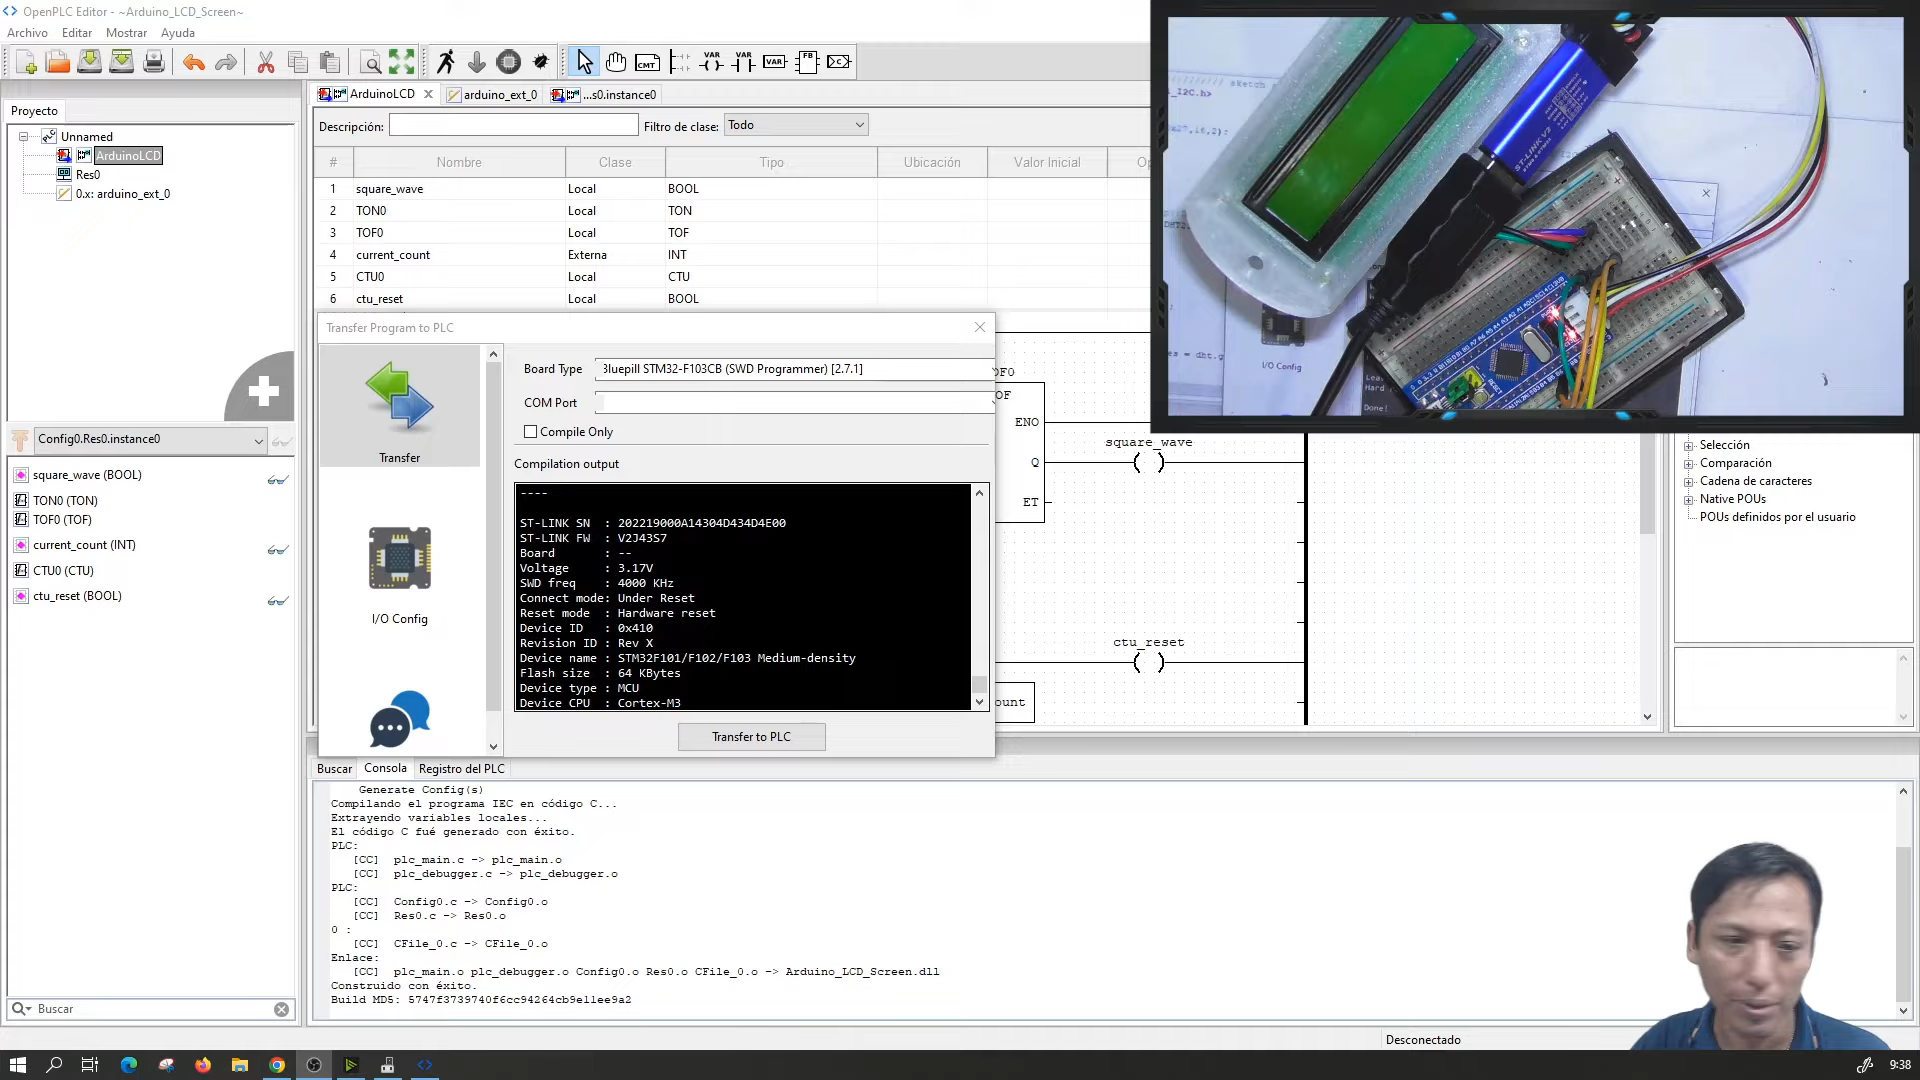 OpenPLC Editor - ~Arduino_LCD_Screen~
Archivo Editar Mostrar Ayuda
Proyecto
Unnamed
ArduinoLCD
Res0
0.x: arduino_ext_0
Config0.Res0.instance0
square_wave (BOOL)
TON0 (TON)
TOF0 (TOF)
current_count (INT)
CTU0 (CTU)
ctu_reset (BOOL)
Buscar
ArduinoLCD arduino_ext_0 ...s0.instance0
Descripción: Filtro de clase: Todo
# Nombre Clase Tipo Ubicación Valor Inicial
1 square_wave Local BOOL
2 TON0 Local TON
3 TOF0 Local TOF
4 current_count Externa INT
5 CTU0 Local CTU
6 ctu_reset Local BOOL
Transfer Program to PLC
Transfer
I/O Config
Board Type Bluepill STM32-F103CB (SWD Programmer) [2.7.1]
COM Port
Compile Only
Compilation output
----
ST-LINK SN : 202219000A14304D434D4E00
ST-LINK FW : V2J43S7
Board : --
Voltage : 3.17V
SWD freq : 4000 KHz
Connect mode: Under Reset
Reset mode : Hardware reset
Device ID : 0x410
Revision ID : Rev X
Device name : STM32F101/F102/F103 Medium-density
Flash size : 64 KBytes
Device type : MCU
Device CPU : Cortex-M3
Transfer to PLC
OF
ENO
Q
ET
square_wave
ctu_reset
ount
ST-LINK V2
I/O Config
Done!
Selección
Comparación
Cadena de caracteres
Native POUs
POUs definidos por el usuario
Buscar Consola Registro del PLC
Generate Config(s)
Compilando el programa IEC en código C...
Extrayendo variables locales...
El código C fué generado con éxito.
PLC:
[CC] plc_main.c -> plc_main.o
[CC] plc_debugger.c -> plc_debugger.o
PLC:
[CC] Config0.c -> Config0.o
[CC] Res0.c -> Res0.o
0 :
[CC] CFile_0.c -> CFile_0.o
Enlace:
[CC] plc_main.o plc_debugger.o Config0.o Res0.o CFile_0.o -> Arduino_LCD_Screen.dll
Construido con éxito.
Build MD5: 5747f3739740f6cc94264cb9e11ee9a2
Desconectado
9:38